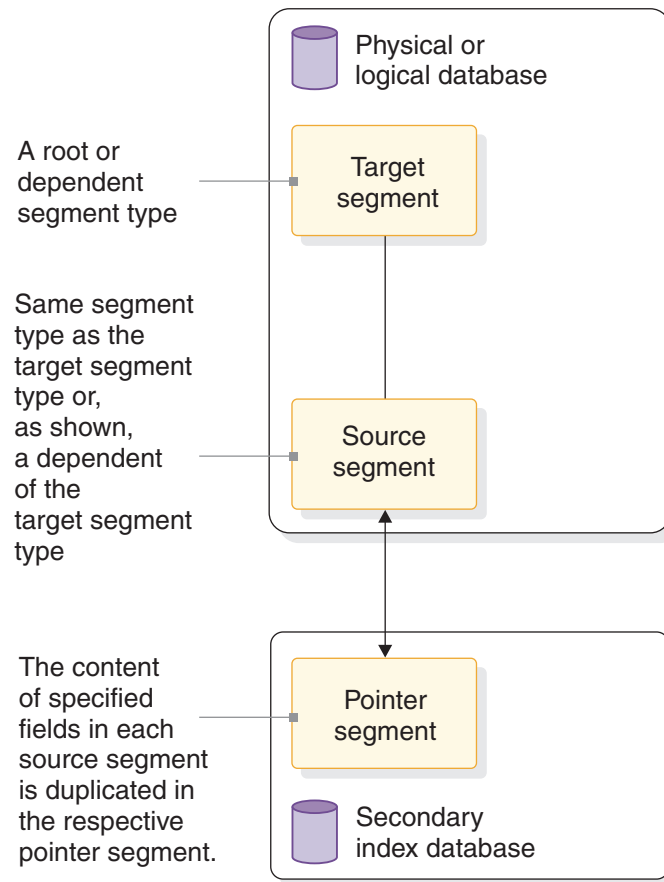 Physical or
logical database
A root or
dependent
segment type
Target
segment
Same segment
type as the
target segment
type or,
as shown,
a dependent
of the
target segment
type
Source
segment
The content
of specified
fields in each
source segment
is duplicated in
the respective
pointer segment.
Pointer
segment
Secondary
index database